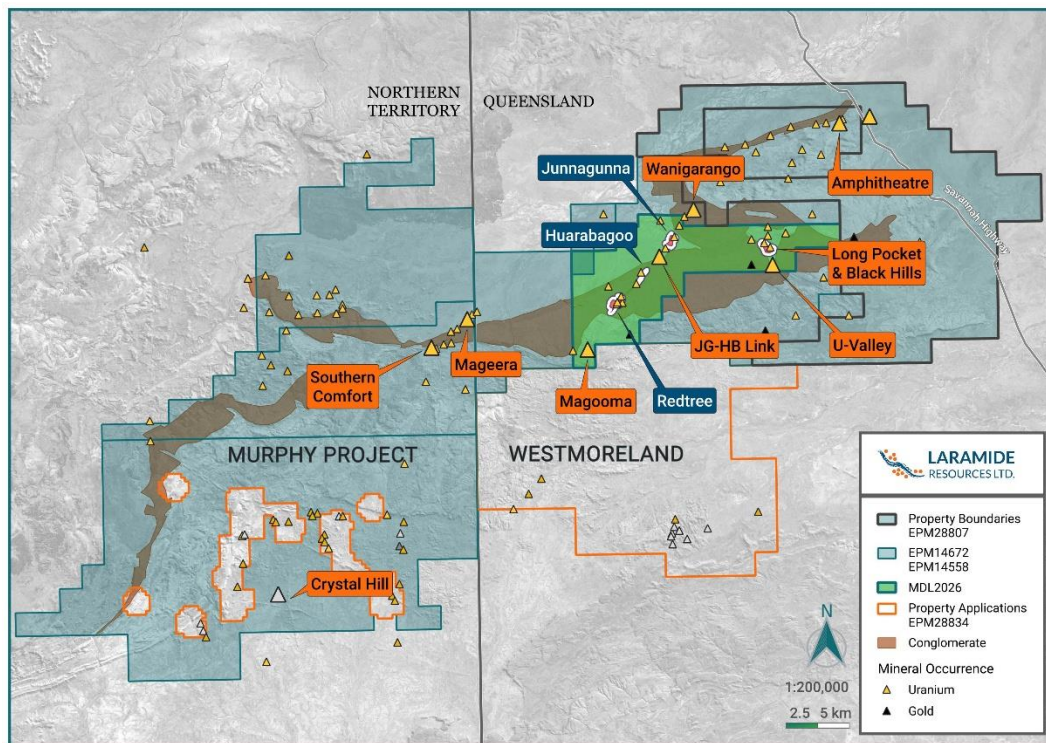 NORTHERN
TERRITORY
QUEENSLAND
Junnagunna
Wanigarango
Amphitheatre
Savannah Highway
Huarabagoo
Long Pocket
& Black Hills
JG-HB Link
U-Valley
Southern
Comfort
Mageera
Magooma
Redtree
MURPHY PROJECT
WESTMORELAND
Crystal Hill
N
1:200,000
2.5 5 km
LARAMIDE
RESOURCES LTD.
Property Boundaries
EPM28807
EPM14672
EPM14558
MDL2026
Property Applications
EPM28834
Conglomerate
Mineral Occurrence
Uranium
Gold